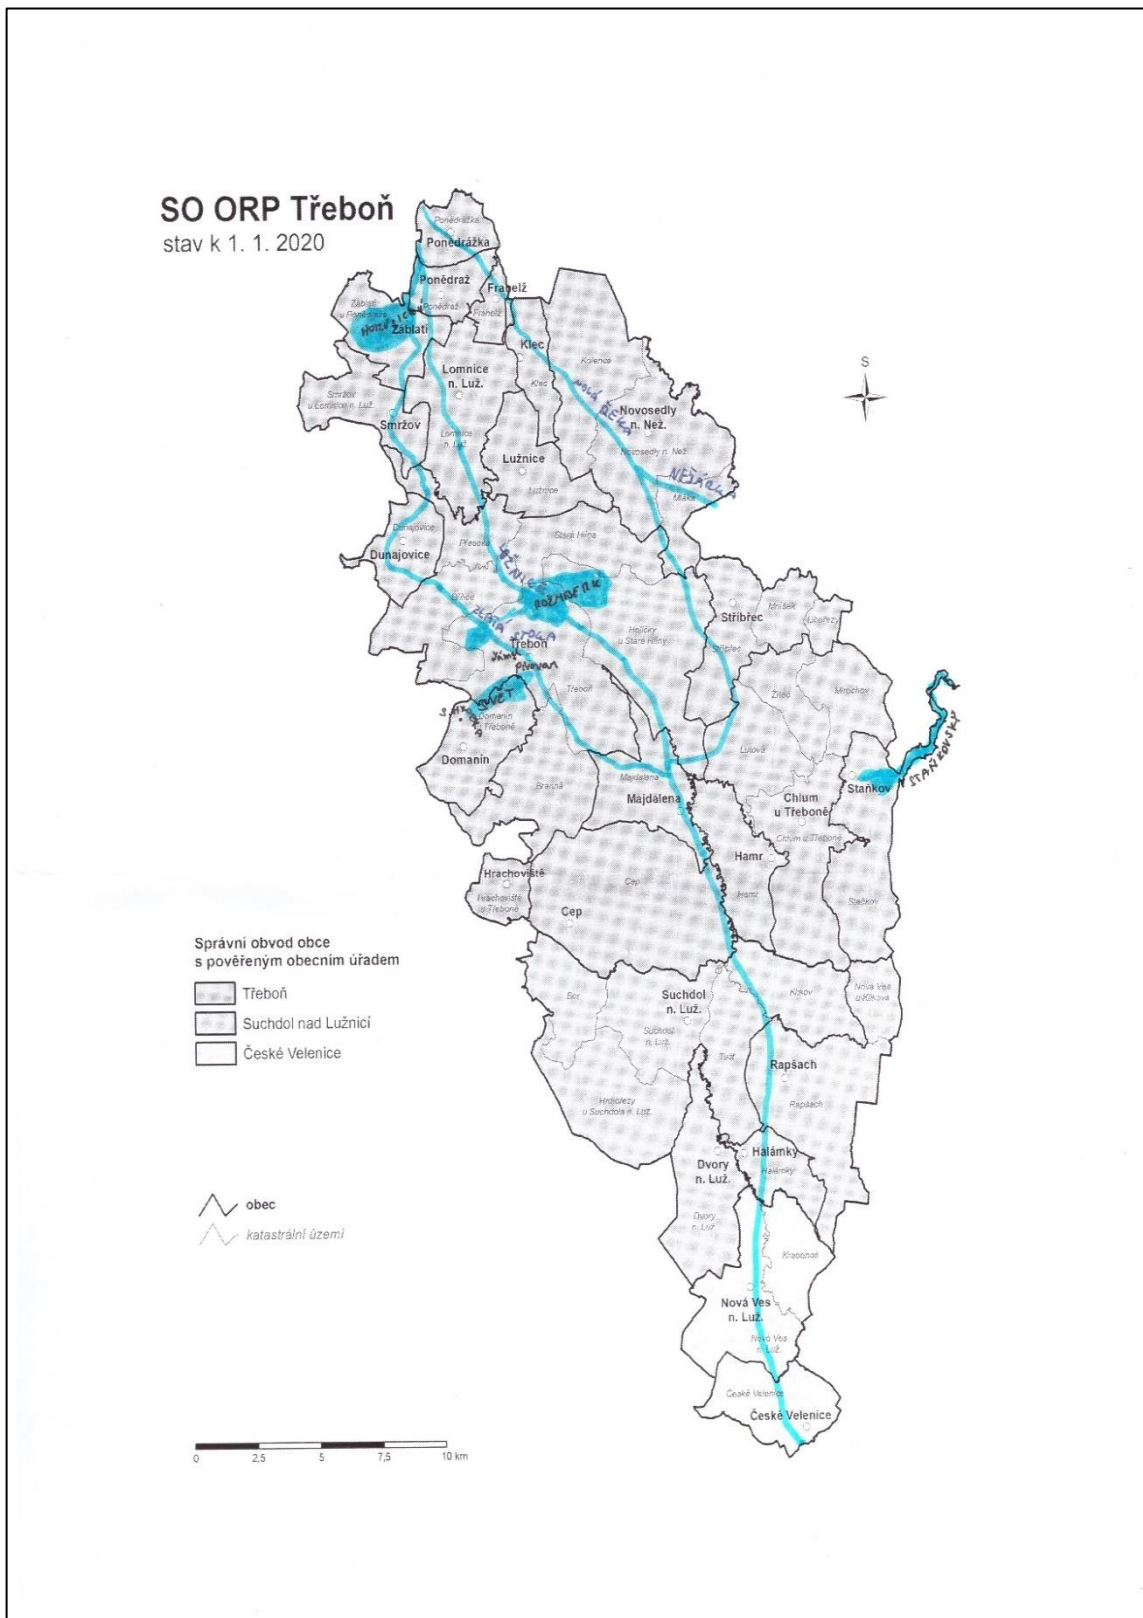 SO ORP Třeboň
stav k 1. 1. 2020
Ponědrážka
Ponědrážka
Ponědraž
Ponědraž
Frahelž
Frahelž
Záblatí
u Ponědraže
Záblatí
Klec
Klec
Kolence
Lomnice
n. Luž.
Lomnice
n. Luž.
Smržov
u Lomnice n. Luž.
Smržov
S
NOVÁ ŘEKA
Novosedly
n. Než.
Novosedly n. Než.
Lužnice
Lužnice
NEŽÁRKA
Mláka
Dunajovice
Dunajovice
Přeseka
Stará Hlína
LUŽNICE
ROŽMBERK
Břilice
ZLATÁ STOKA
Třeboň
Holičky
u Staré Hlíny
Stříbřec
Stříbřec
Mníšek
Libořezy
Třeboň
SVĚT
Domanín
u Třeboně
Domanín
Branná
Lutová
Žíteč
Mirochov
STAŇKOVSKÝ
Staňkov
Majdalena
Majdalena
Chlum
u Třeboně
Chlum u Třeboně
Hamr
Hamr
Staňkov
Hrachoviště
Hrachoviště
u Třeboně
Cep
Cep
Správní obvod obce
s pověřeným obecním úřadem
Třeboň
Suchdol nad Lužnicí
České Velenice
Bor
Suchdol
n. Luž.
Suchdol
n. Luž.
Klikov
Nová Ves
u Klikova
Tušť
Rapšach
Rapšach
Hrdlořezy
u Suchdola n. Luž.
Halámky
Halámky
Dvory
n. Luž.
Dvory
n. Luž.
obec
katastrální území
Krabonoš
Nová Ves
n. Luž.
Nová Ves
n. Luž.
České Velenice
České Velenice
0 2,5 5 7,5 10 km